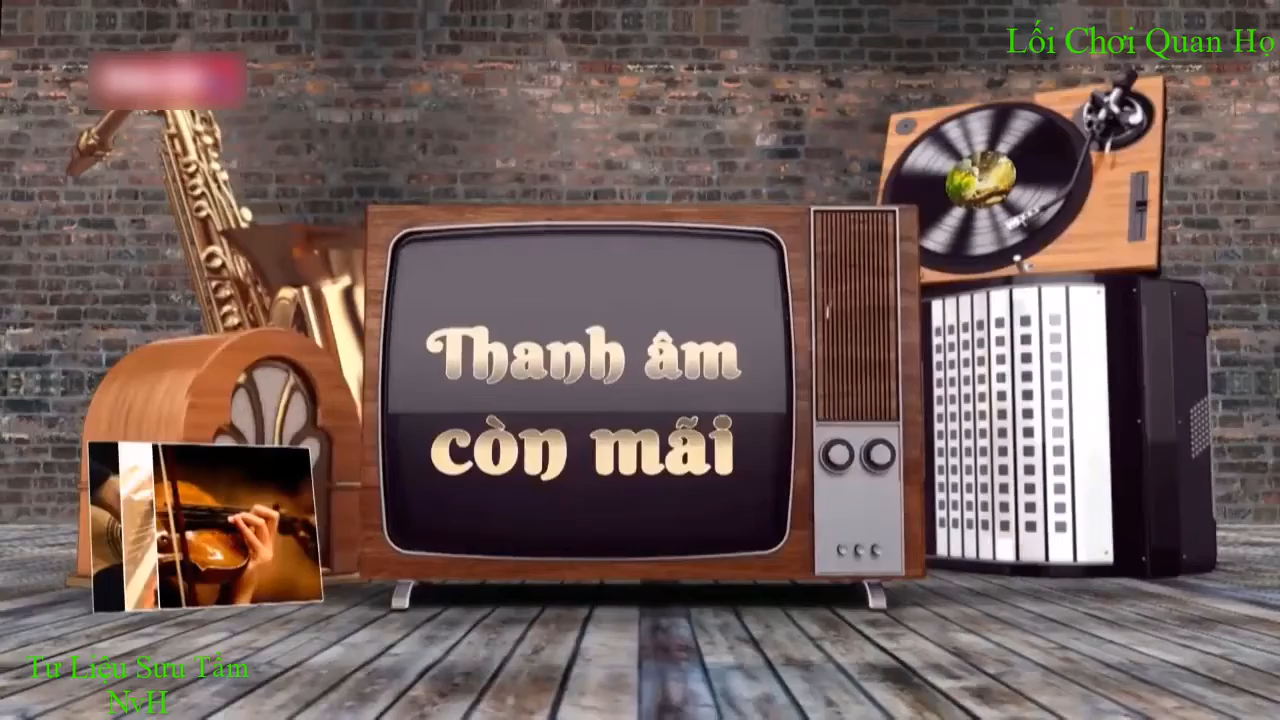 Lối Chơi Quan Họ
Thanh âm
còn mãi
Tư Liệu Sưu Tầm
NvH